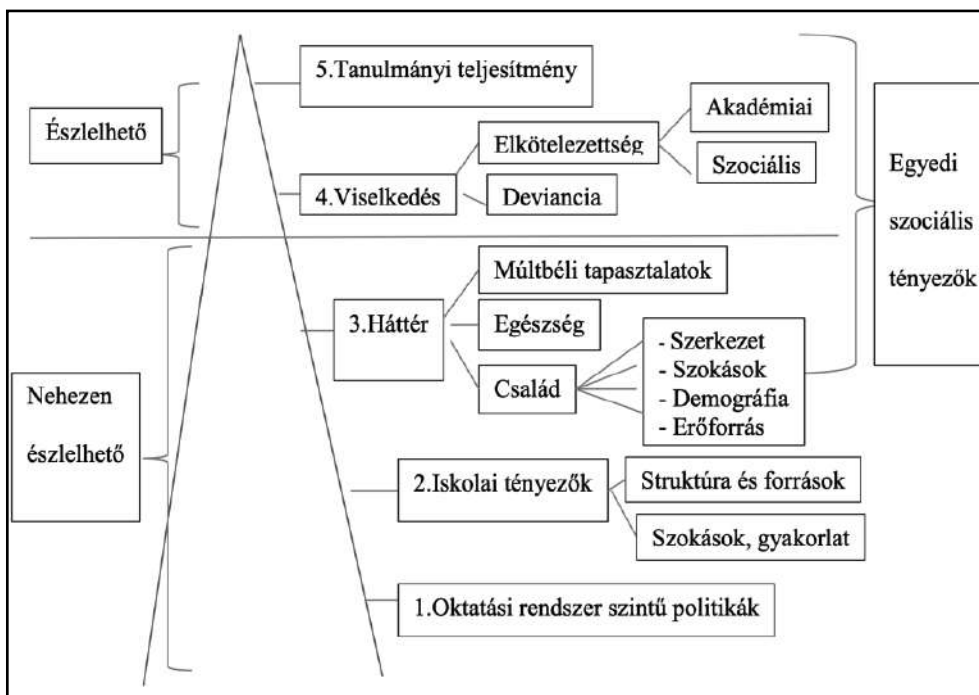 5.Tanulmányi teljesítmény
Észlelhető
Elkötelezettség
Akadémiai
Szociális
4.Viselkedés
Deviancia
Egyedi
szociális
tényezők
Múltbéli tapasztalatok
3.Háttér
Egészség
Család
- Szerkezet
- Szokások
- Demográfia
- Erőforrás
Nehezen
észlelhető
2.Iskolai tényezők
Struktúra és források
Szokások, gyakorlat
1.Oktatási rendszer szintű politikák